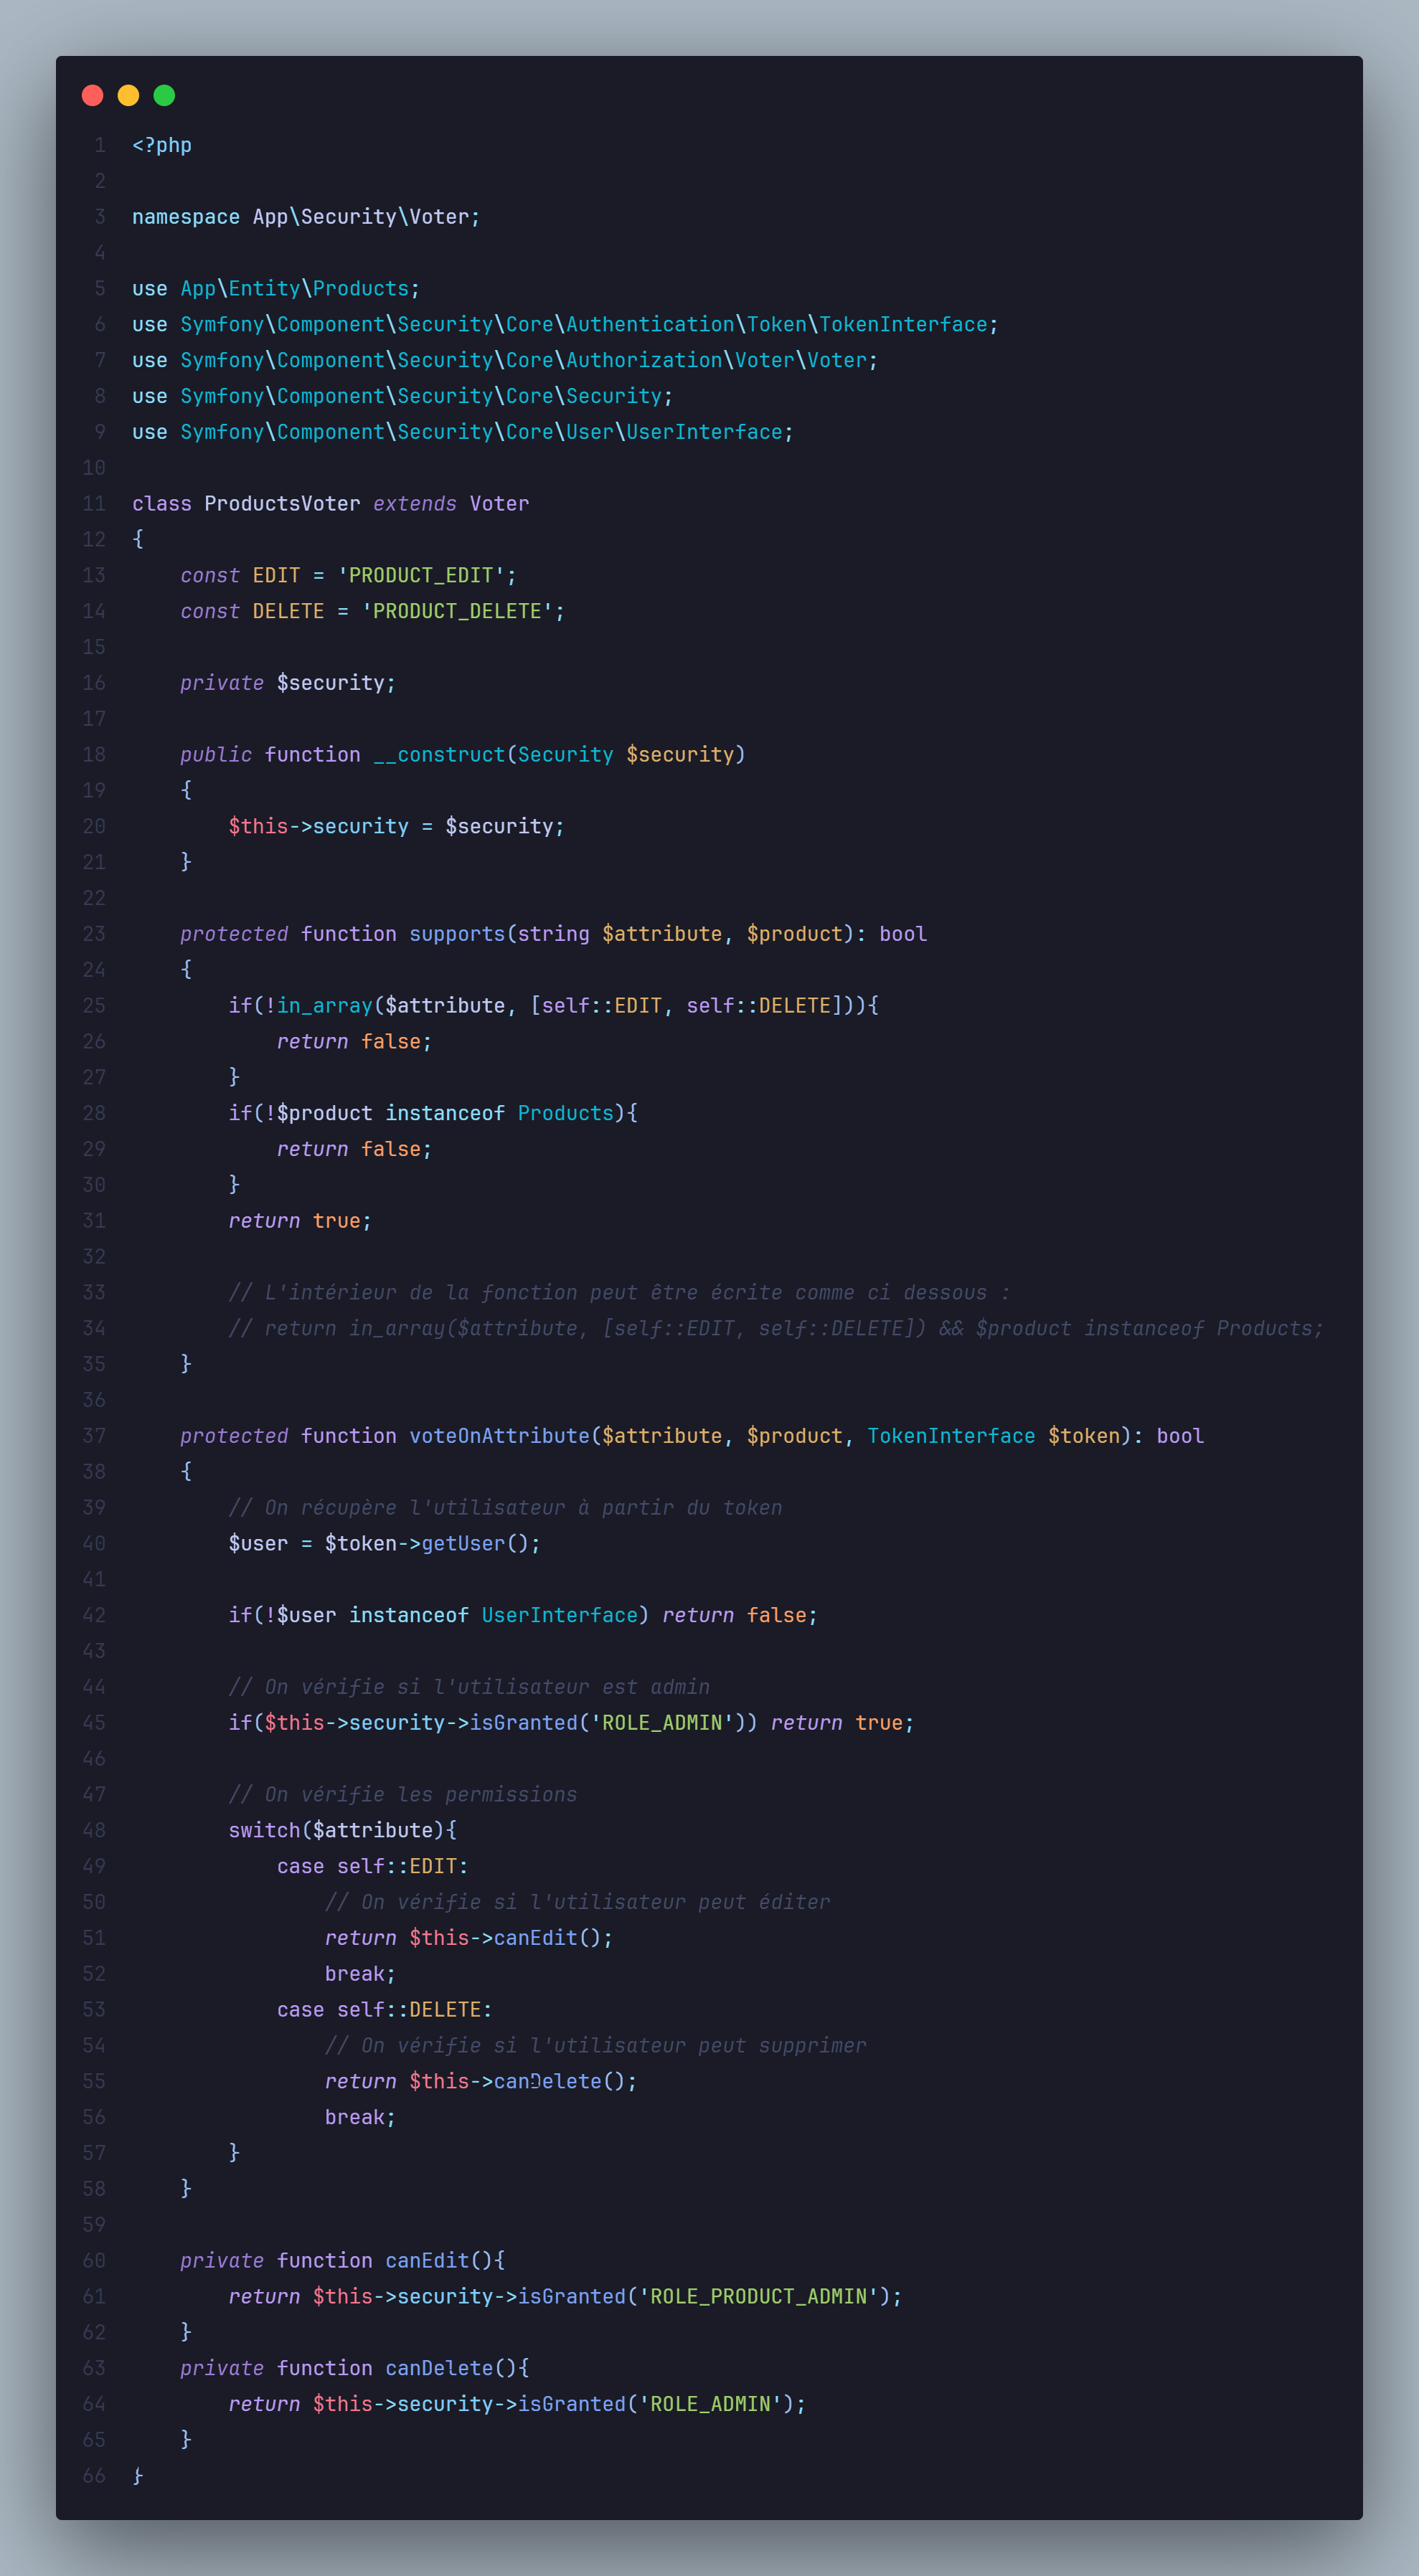 1 <?php
2
3 namespace App\Security\Voter;
4
5 use App\Entity\Products;
6 use Symfony\Component\Security\Core\Authentication\Token\TokenInterface;
7 use Symfony\Component\Security\Core\Authorization\Voter\Voter;
8 use Symfony\Component\Security\Core\Security;
9 use Symfony\Component\Security\Core\User\UserInterface;
10
11 class ProductsVoter extends Voter
12 {
13     const EDIT = 'PRODUCT_EDIT';
14     const DELETE = 'PRODUCT_DELETE';
15
16     private $security;
17
18     public function __construct(Security $security)
19     {
20         $this->security = $security;
21     }
22
23     protected function supports(string $attribute, $product): bool
24     {
25         if(!in_array($attribute, [self::EDIT, self::DELETE])){
26             return false;
27         }
28         if(!$product instanceof Products){
29             return false;
30         }
31         return true;
32
33         // L'intérieur de la fonction peut être écrite comme ci dessous :
34         // return in_array($attribute, [self::EDIT, self::DELETE]) && $product instanceof Products;
35     }
36
37     protected function voteOnAttribute($attribute, $product, TokenInterface $token): bool
38     {
39         // On récupère l'utilisateur à partir du token
40         $user = $token->getUser();
41
42         if(!$user instanceof UserInterface) return false;
43
44         // On vérifie si l'utilisateur est admin
45         if($this->security->isGranted('ROLE_ADMIN')) return true;
46
47         // On vérifie les permissions
48         switch($attribute){
49             case self::EDIT:
50                 // On vérifie si l'utilisateur peut éditer
51                 return $this->canEdit();
52                 break;
53             case self::DELETE:
54                 // On vérifie si l'utilisateur peut supprimer
55                 return $this->canDelete();
56                 break;
57         }
58     }
59
60     private function canEdit(){
61         return $this->security->isGranted('ROLE_PRODUCT_ADMIN');
62     }
63     private function canDelete(){
64         return $this->security->isGranted('ROLE_ADMIN');
65     }
66 }